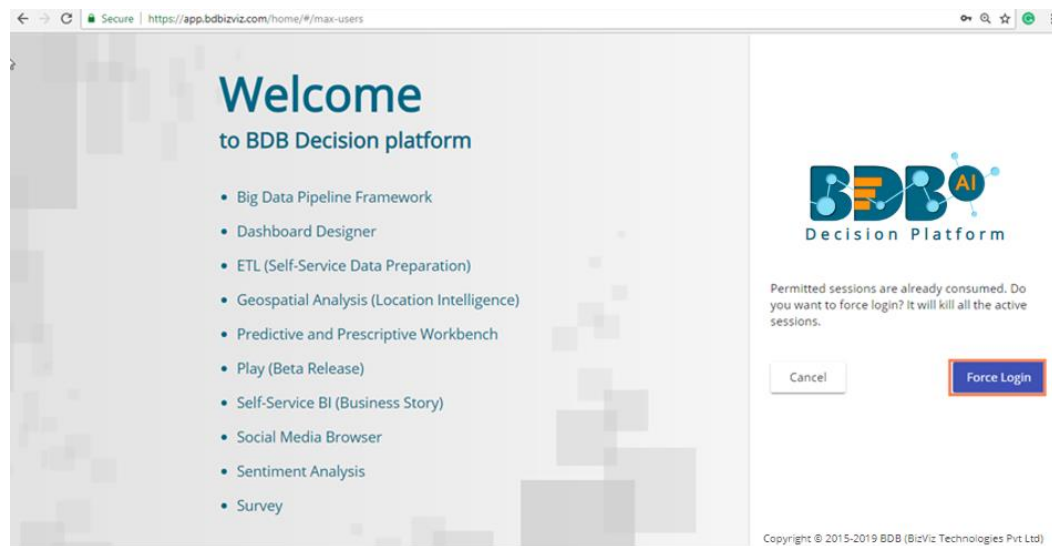 Secure | https://app.bdbizviz.com/home/#/max-users
Welcome
to BDB Decision platform
• Big Data Pipeline Framework
• Dashboard Designer
• ETL (Self-Service Data Preparation)
• Geospatial Analysis (Location Intelligence)
• Predictive and Prescriptive Workbench
• Play (Beta Release)
• Self-Service BI (Business Story)
• Social Media Browser
• Sentiment Analysis
• Survey
BDB AI
Decision Platform
Permitted sessions are already consumed. Do
you want to force login? It will kill all the active
sessions.
Cancel
Force Login
Copyright © 2015-2019 BDB (BizViz Technologies Pvt Ltd)